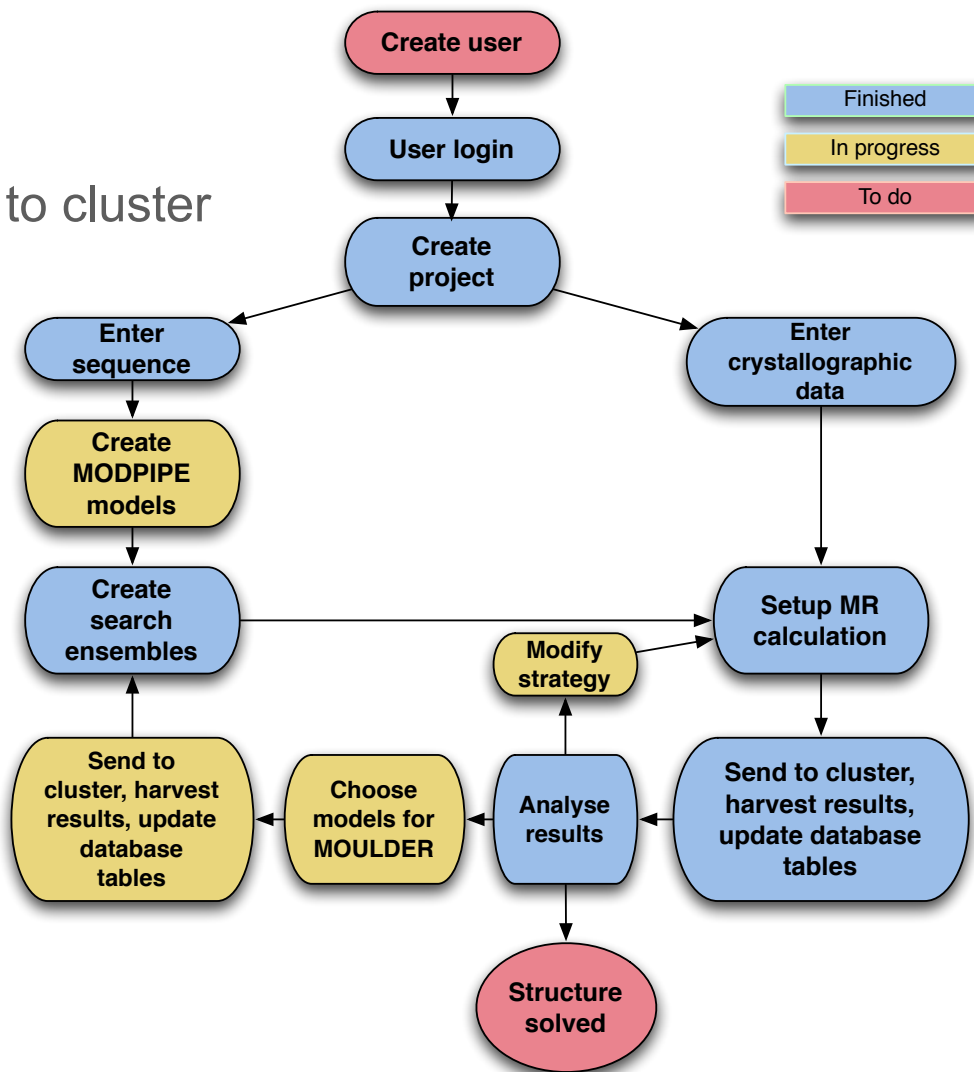 Create user
Finished
User login
In progress
to cluster
To do
Create
project
Enter
sequence
Enter
crystallographic
data
Create
MODPIPE
models
Create
search
ensembles
Setup MR
calculation
Modify
strategy
Send to
cluster, harvest
results, update
database
tables
Choose
models for
MOULDER
Analyse
results
Send to cluster,
harvest results,
update database
tables
Structure
solved